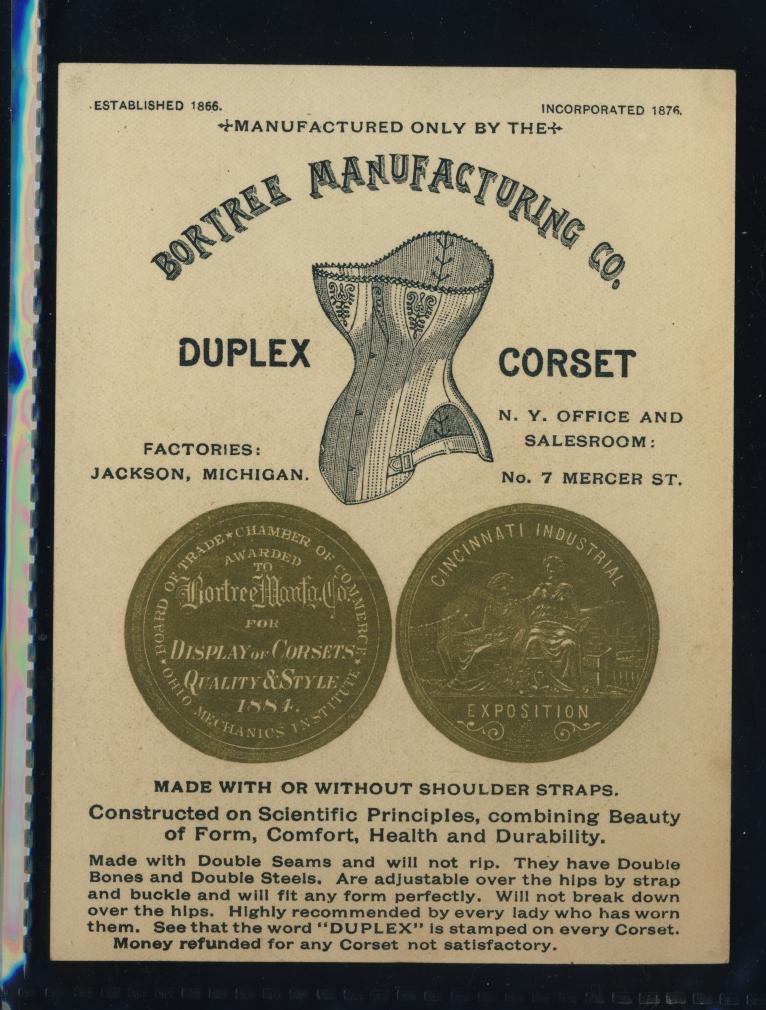 ESTABLISHED 1866.
INCORPORATED 1876.
MANUFACTURED ONLY BY THE
BORTREE MANUFACTURING CO.
DUPLEX CORSET
N. Y. OFFICE AND
SALESROOM:
No. 7 MERCER ST.
FACTORIES:
JACKSON, MICHIGAN.
BOARD OF TRADE★CHAMBER OF COMMERCE★
OHIO MECHANICS INSTITUTE★
AWARDED
TO
Bortree Manfg. Co.
FOR
DISPLAY OF CORSETS
QUALITY & STYLE
1884.
CINCINNATI INDUSTRIAL
EXPOSITION
MADE WITH OR WITHOUT SHOULDER STRAPS.
Constructed on Scientific Principles, combining Beauty
of Form, Comfort, Health and Durability.
Made with Double Seams and will not rip. They have Double
Bones and Double Steels. Are adjustable over the hips by strap
and buckle and will fit any form perfectly. Will not break down
over the hips. Highly recommended by every lady who has worn
them. See that the word "DUPLEX" is stamped on every Corset.
Money refunded for any Corset not satisfactory.